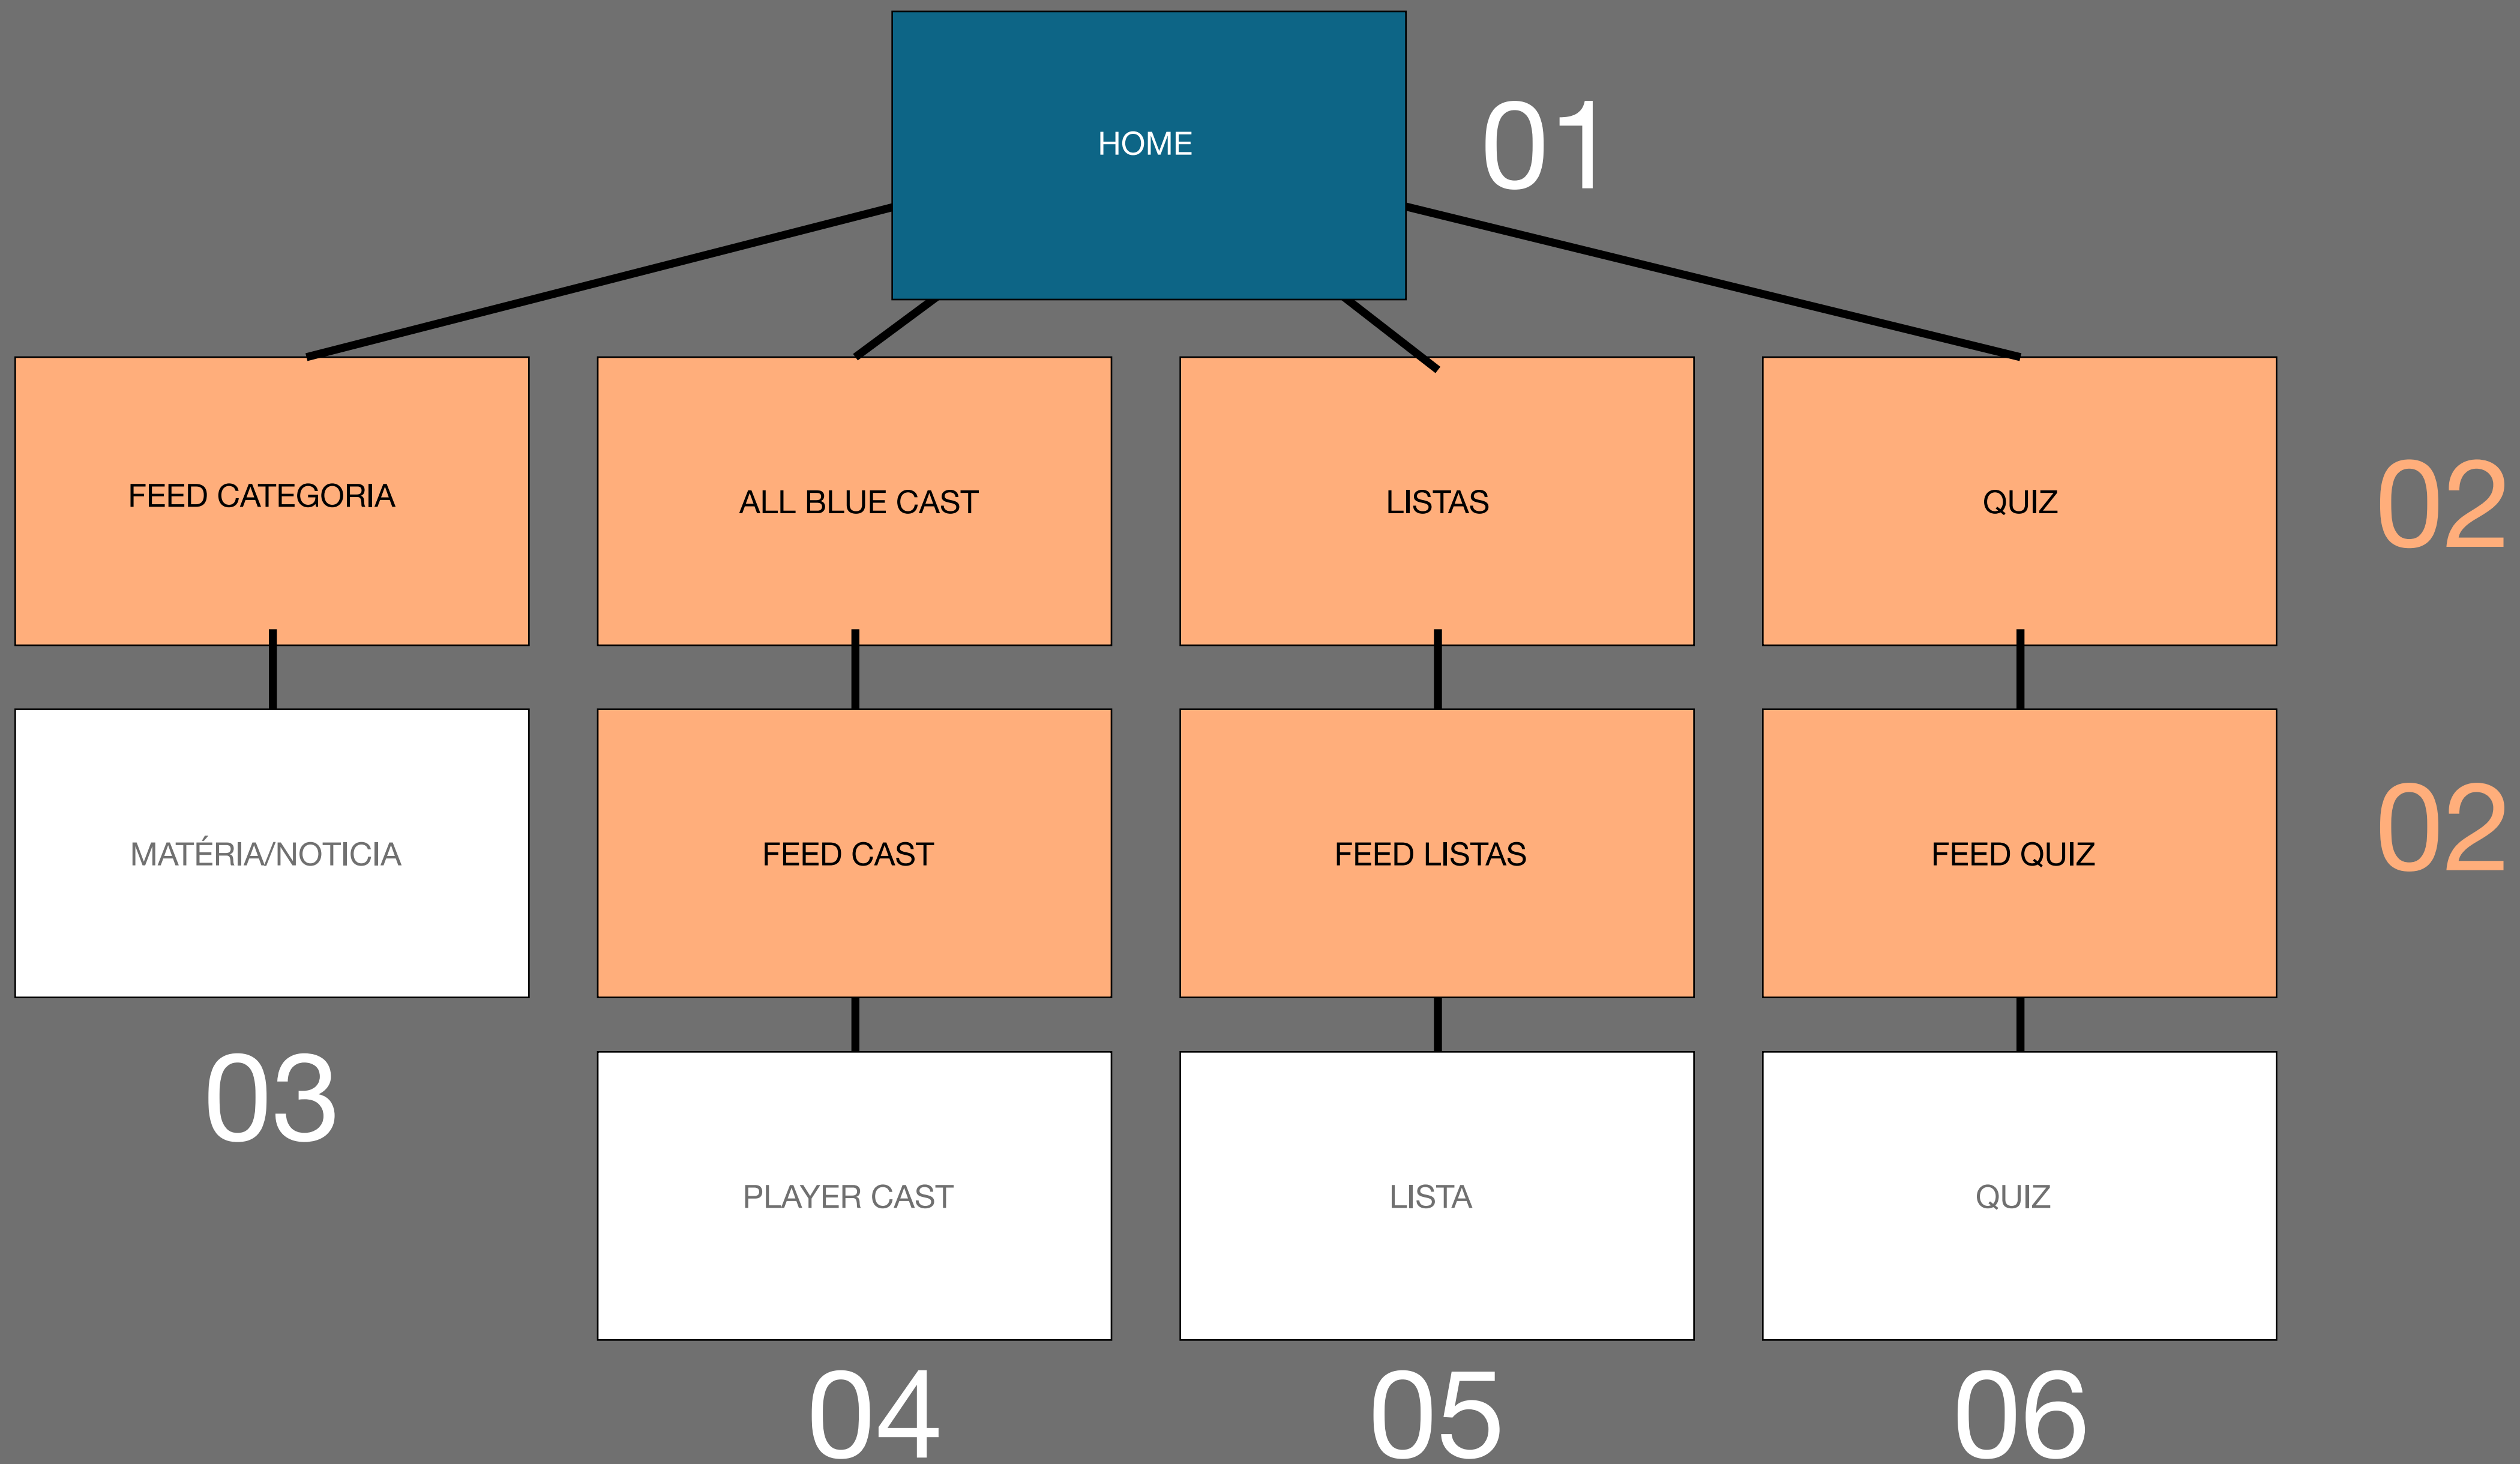 HOME
01
FEED CATEGORIA
ALL BLUE CAST
LISTAS
QUIZ
02
MATÉRIA/NOTICIA
FEED CAST
FEED LISTAS
FEED QUIZ
02
03
PLAYER CAST
LISTA
QUIZ
04
05
06